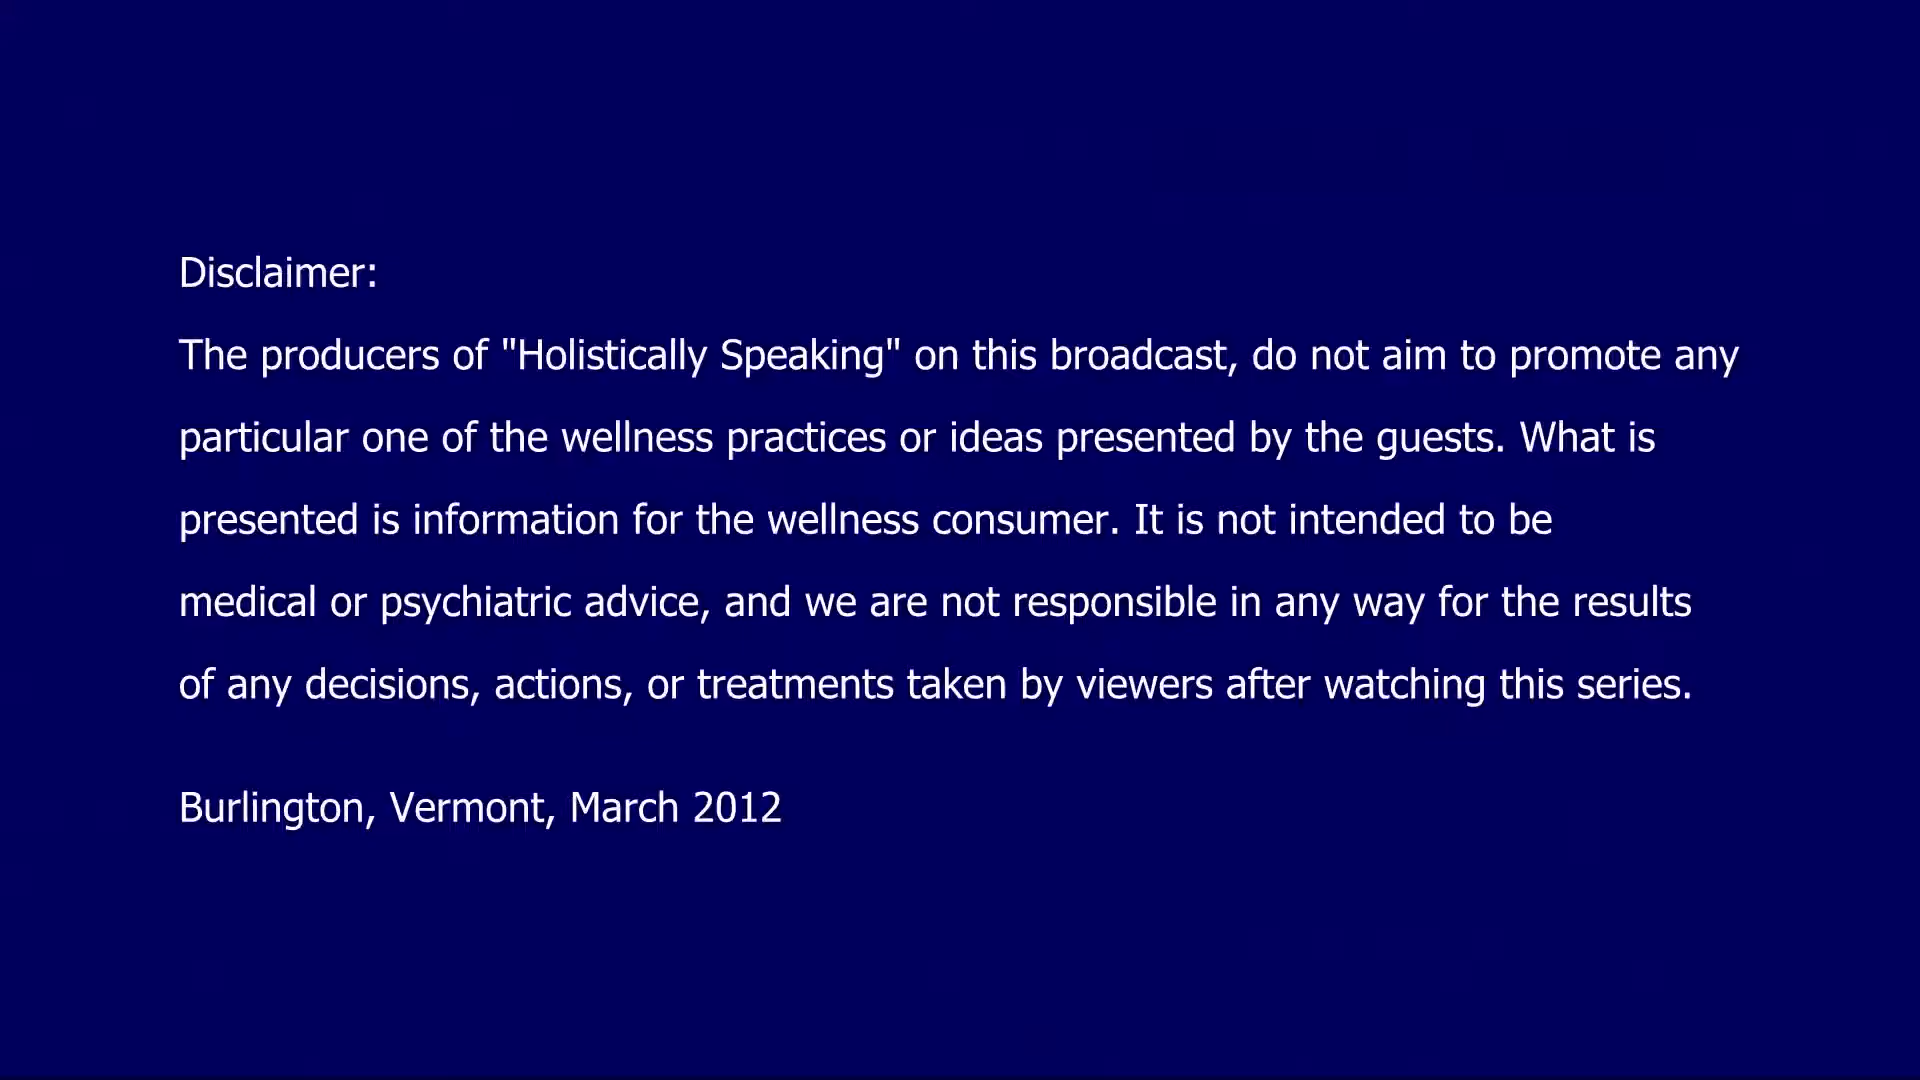 Disclaimer:
The producers of "Holistically Speaking" on this broadcast, do not aim to promote any
particular one of the wellness practices or ideas presented by the guests. What is
presented is information for the wellness consumer. It is not intended to be
medical or psychiatric advice, and we are not responsible in any way for the results
of any decisions, actions, or treatments taken by viewers after watching this series.
Burlington, Vermont, March 2012